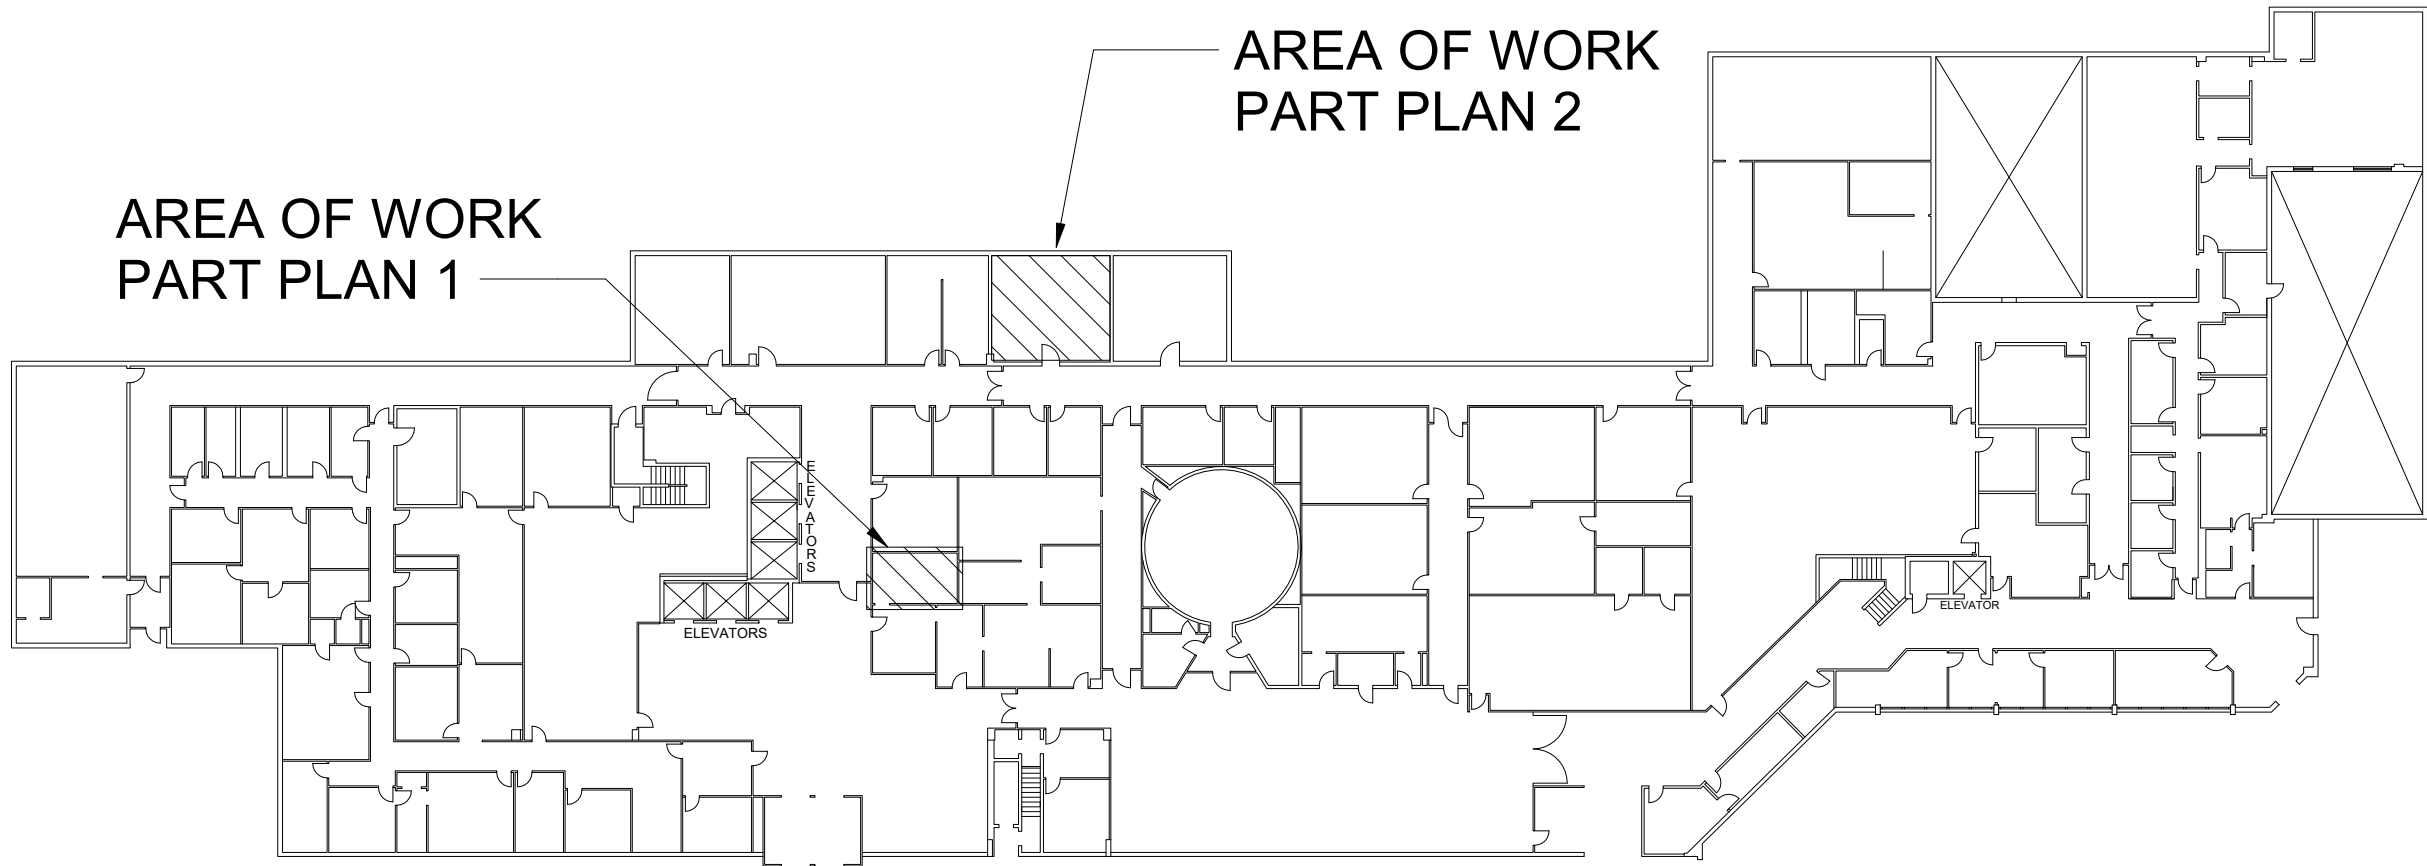 AREA OF WORK
PART PLAN 2
AREA OF WORK
PART PLAN 1
ELEVATORS
ELEVATORS
ELEVATOR